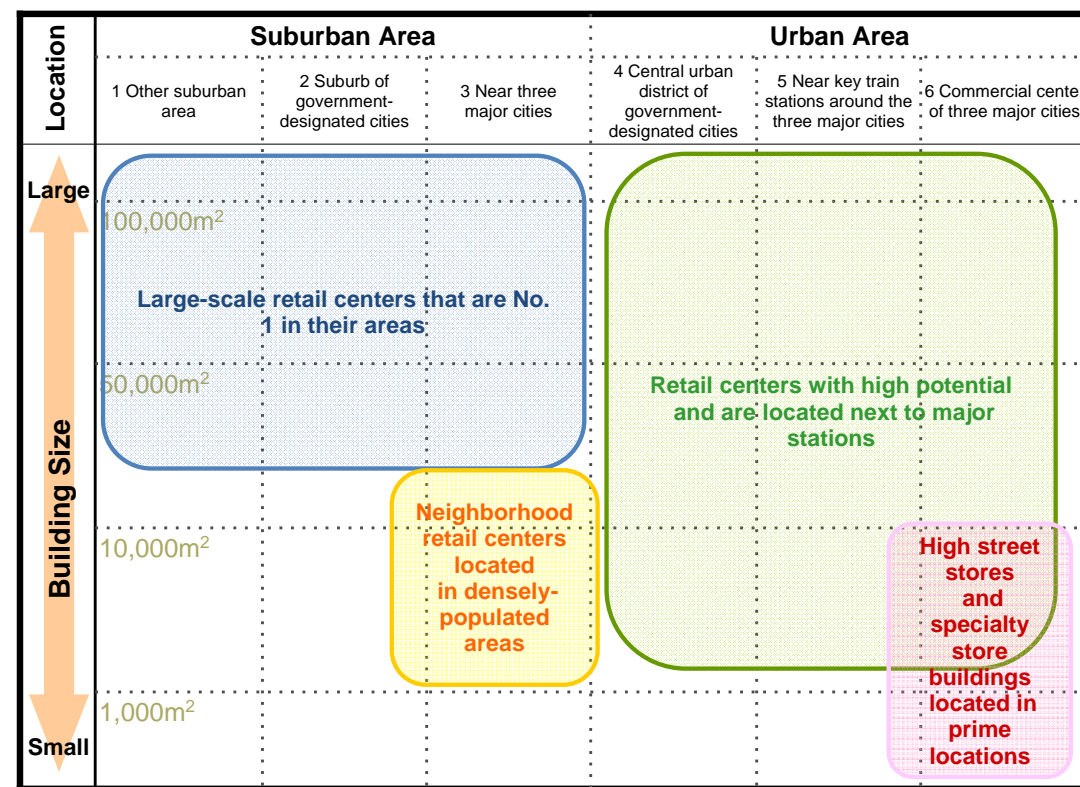 Location
Suburban Area
Urban Area
1 Other suburban
area
2 Suburb of
government-
designated cities
3 Near three
major cities
4 Central urban
district of
government-
designated cities
5 Near key train
stations around the
three major cities
6 Commercial cente
of three major cities
Large
Building Size
Small
100,000m²
50,000m²
10,000m²
1,000m²
Large-scale retail centers that are No.
1 in their areas
Neighborhood
retail centers
located
in densely-
populated
areas
Retail centers with high potential
and are located next to major
stations
High street
stores
and
specialty
store
buildings
located in
prime
locations